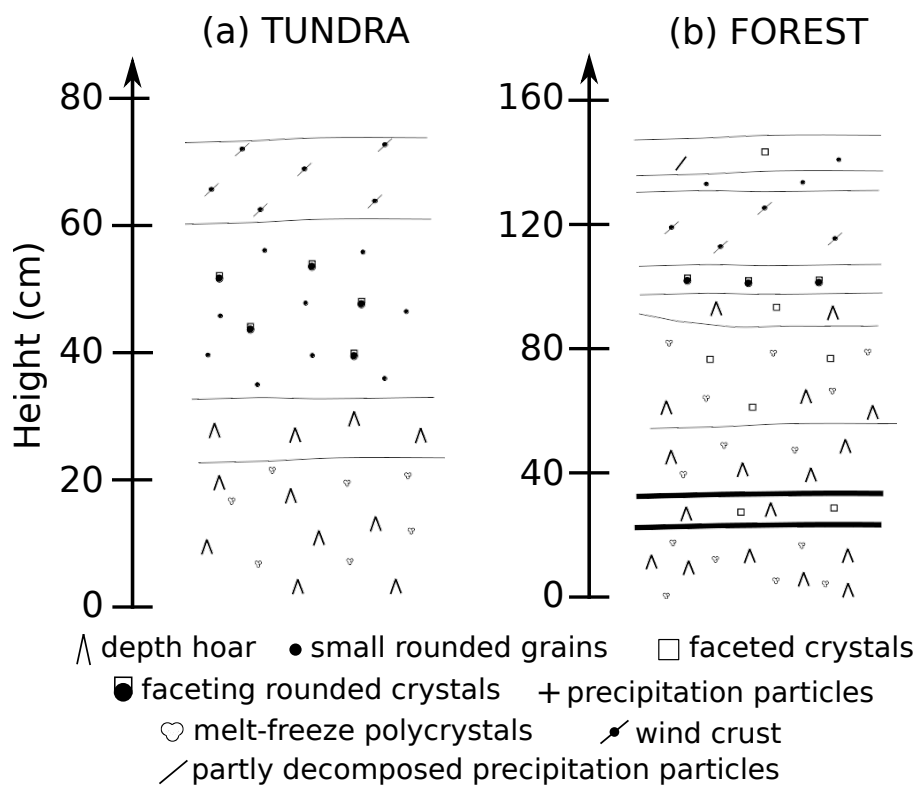 (a) TUNDRA
(b) FOREST
Height (cm)
80
60
40
20
0
160
120
80
40
0
depth hoar
small rounded grains
faceted crystals
faceting rounded crystals
precipitation particles
melt-freeze polycrystals
wind crust
partly decomposed precipitation particles